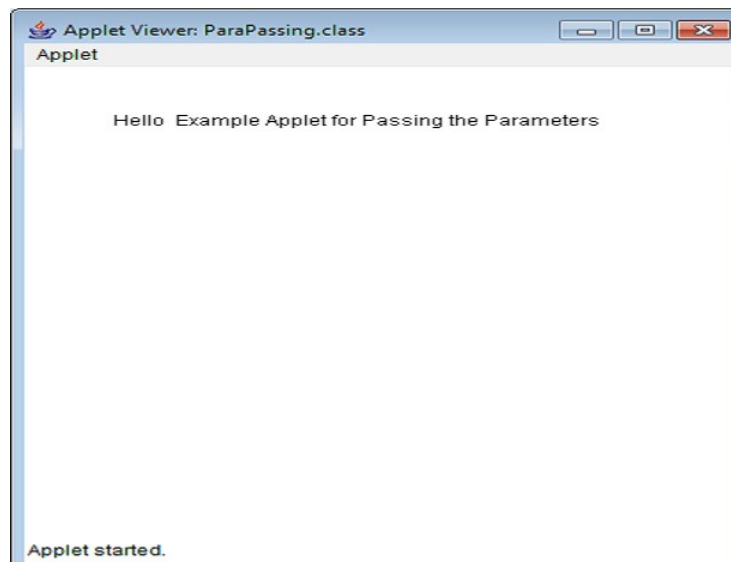 Applet Viewer: ParaPassing.class
Applet
Hello  Example Applet for Passing the Parameters
Applet started.